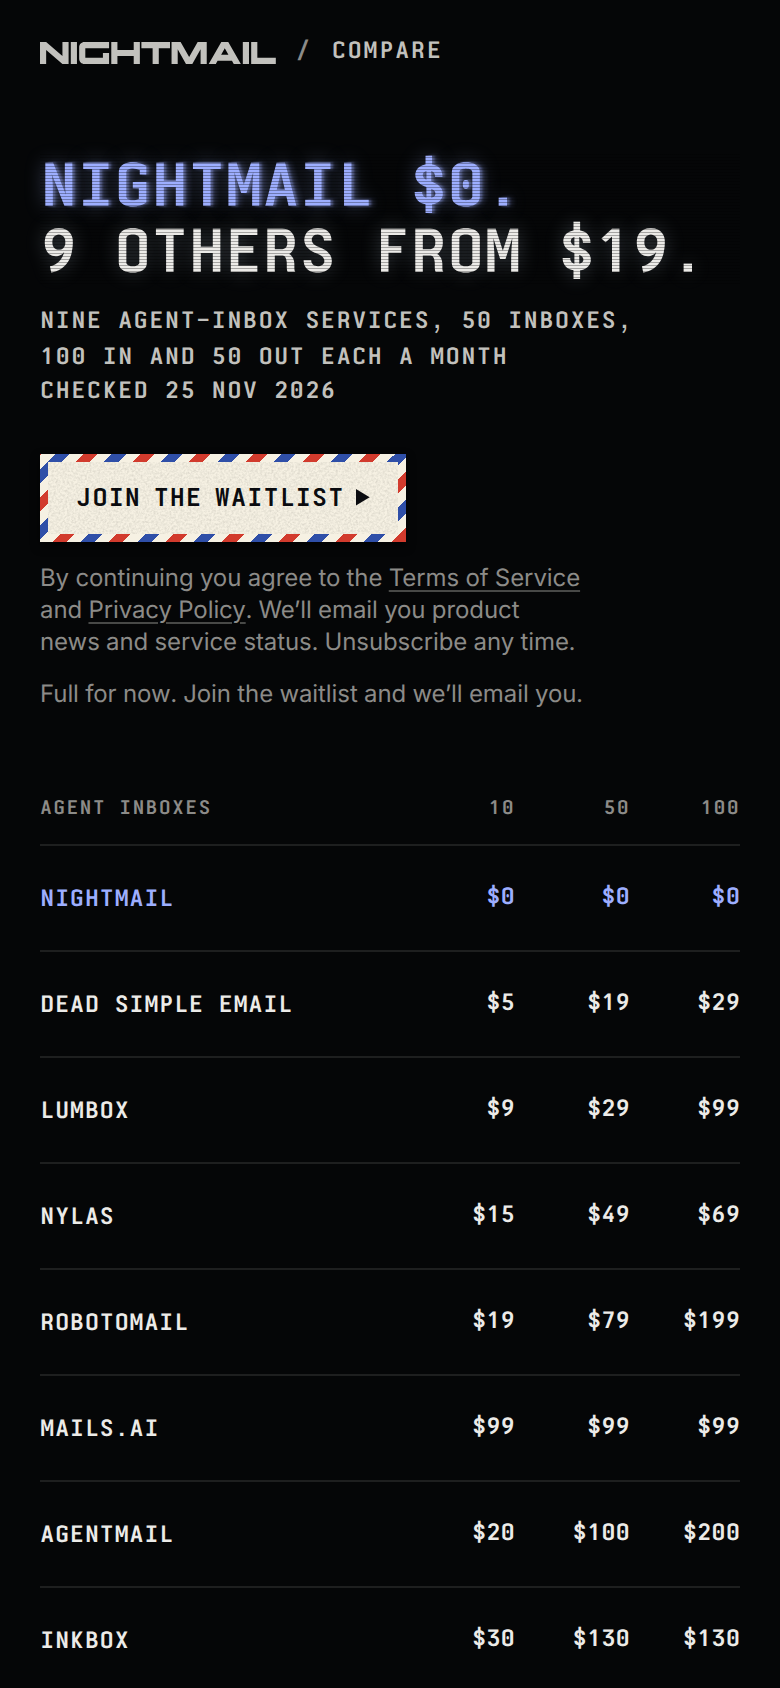 NIGHTMAIL / COMPARE
NIGHTMAIL $0.
9 OTHERS FROM $19.
NINE AGENT-INBOX SERVICES, 50 INBOXES,
100 IN AND 50 OUT EACH A MONTH
CHECKED 25 NOV 2026
JOIN THE WAITLIST ▶
By continuing you agree to the Terms of Service
and Privacy Policy. We’ll email you product
news and service status. Unsubscribe any time.
Full for now. Join the waitlist and we’ll email you.
AGENT INBOXES 10 50 100
NIGHTMAIL $0 $0 $0
DEAD SIMPLE EMAIL $5 $19 $29
LUMBOX $9 $29 $99
NYLAS $15 $49 $69
ROBOTOMAIL $19 $79 $199
MAILS.AI $99 $99 $99
AGENTMAIL $20 $100 $200
INKBOX $30 $130 $130